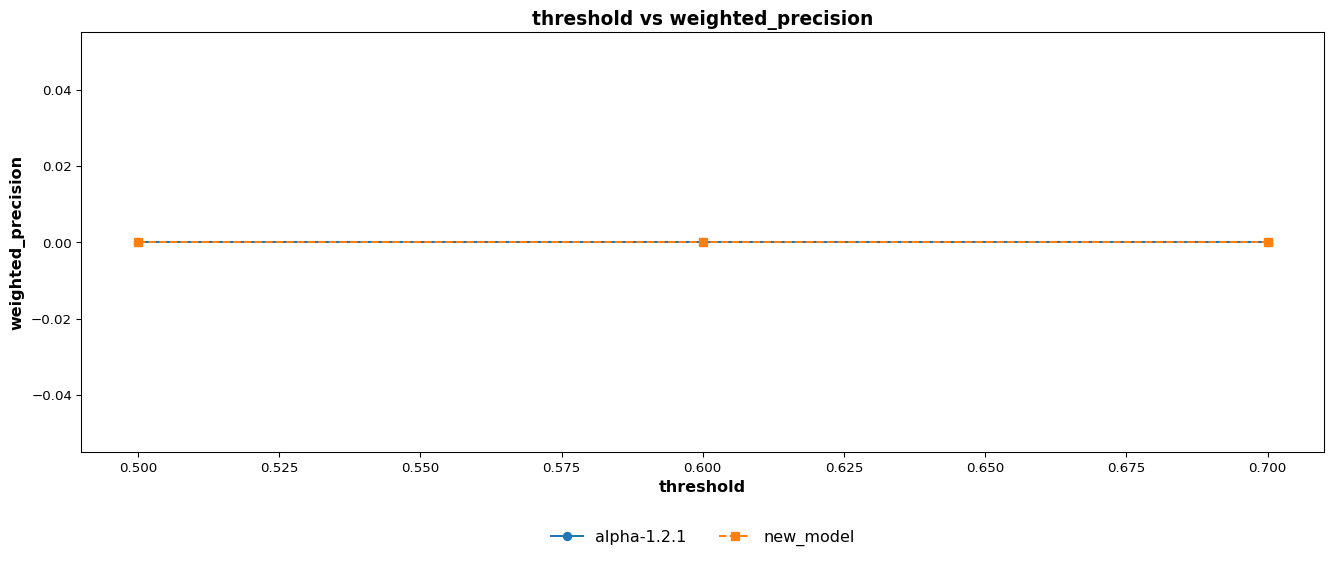 threshold vs weighted_precision
weighted_precision
0.04
0.02
0.00
−0.02
−0.04
0.500 0.525 0.550 0.575 0.600 0.625 0.650 0.675 0.700
threshold
alpha-1.2.1 new_model